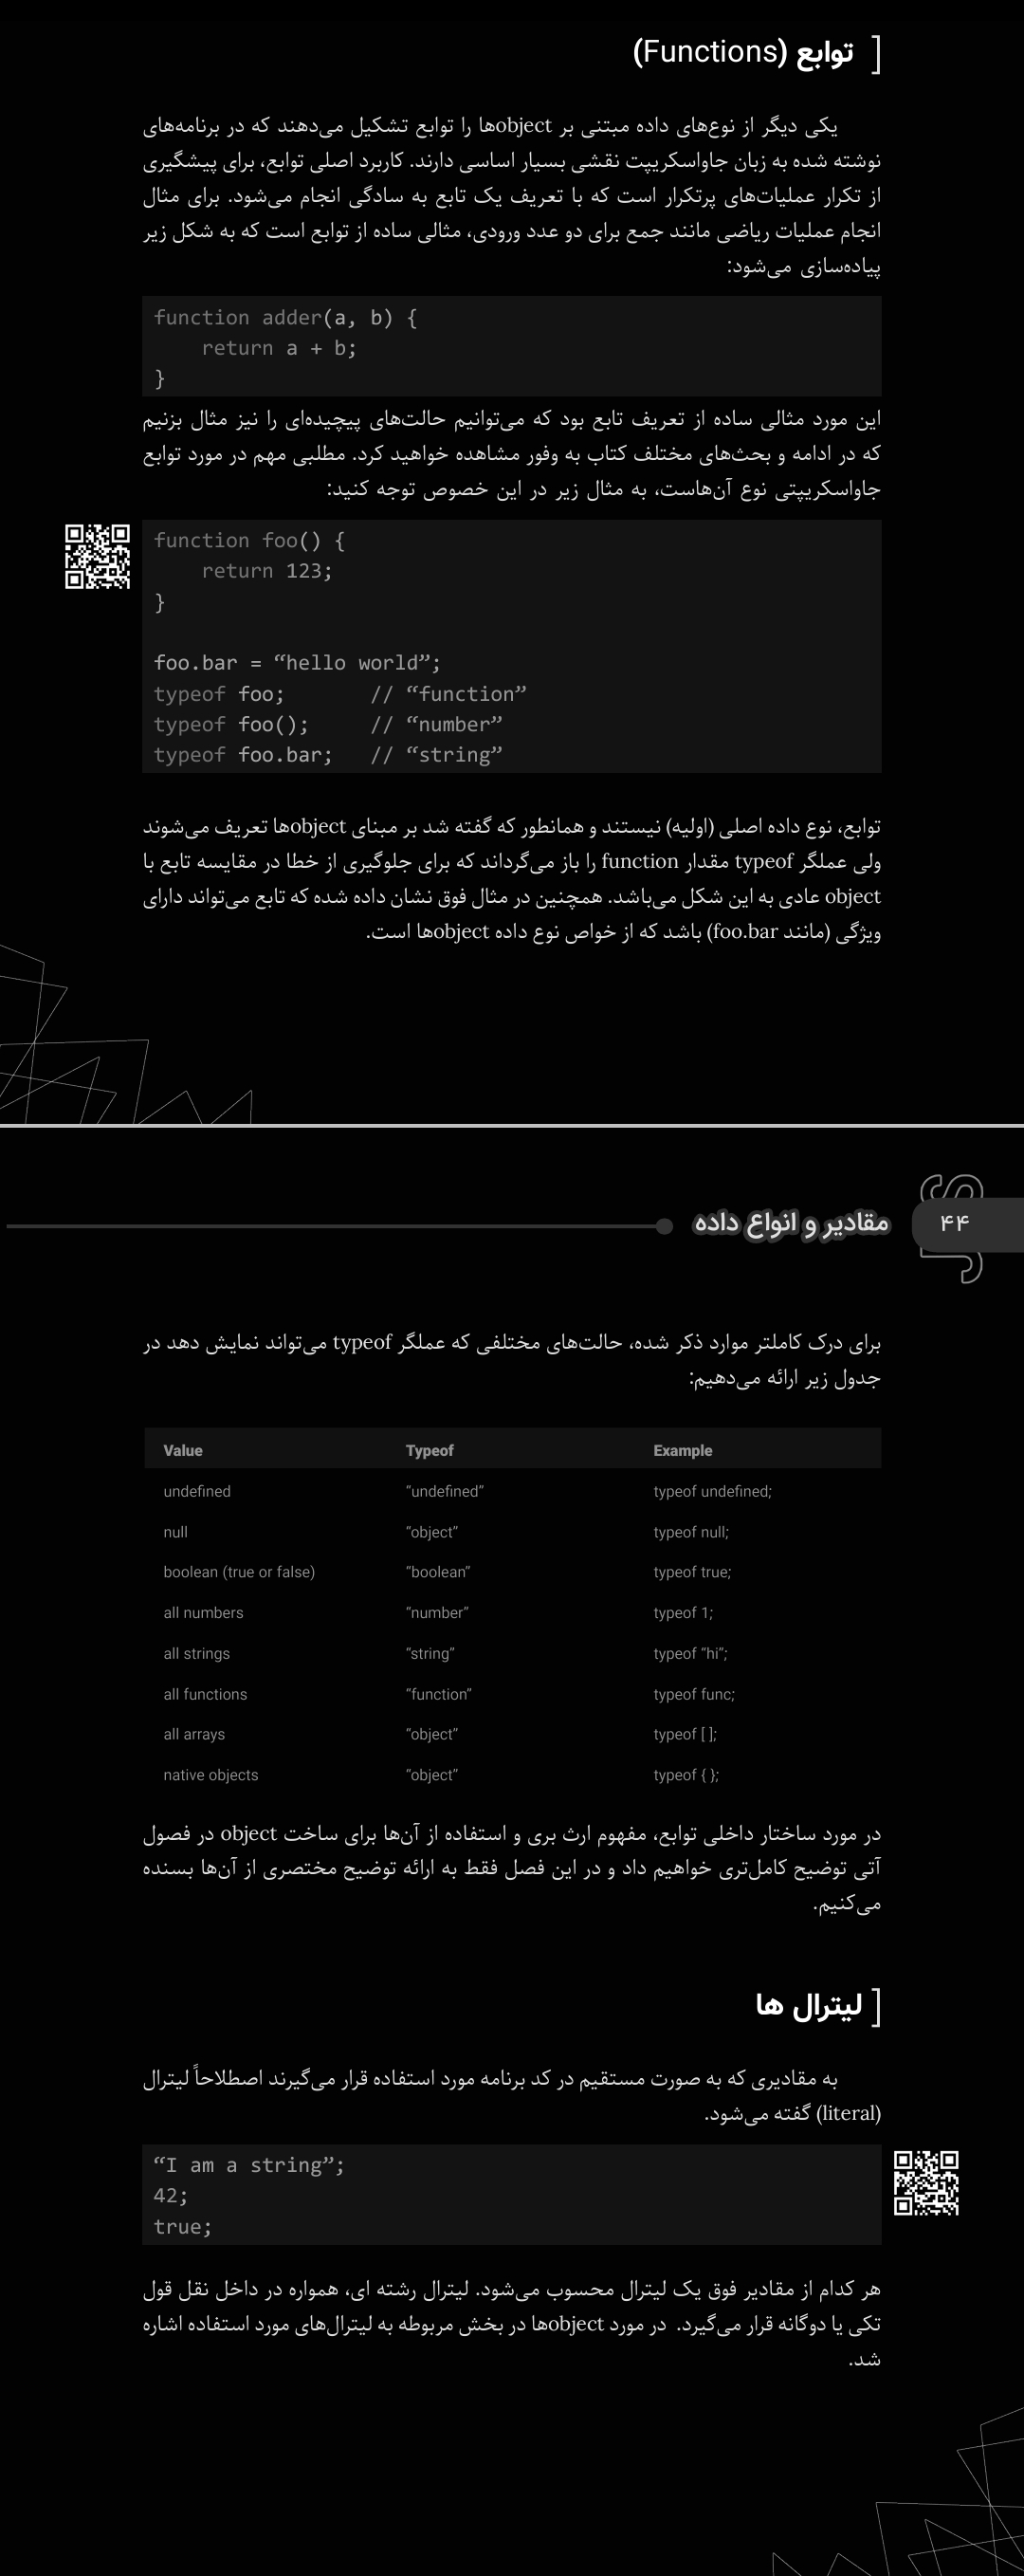 توابع (Functions)
یکی دیگر از نوع‌های داده مبتنی بر objectها را توابع تشکیل می‌دهند که در برنامه‌های
نوشته شده به زبان جاواسکریپت نقشی بسیار اساسی دارند. کاربرد اصلی توابع، برای پیشگیری
از تکرار عملیات‌های پرتکرار است که با تعریف یک تابع به سادگی انجام می‌شود. برای مثال
انجام عملیات ریاضی مانند جمع برای دو عدد ورودی، مثالی ساده از توابع است که به شکل زیر
پیاده‌سازی می‌شود:
function adder(a, b) {
    return a + b;
}
این مورد مثالی ساده از تعریف تابع بود که می‌توانیم حالت‌های پیچیده‌ای را نیز مثال بزنیم
که در ادامه و بحث‌های مختلف کتاب به وفور مشاهده خواهید کرد. مطلبی مهم در مورد توابع
جاواسکریپتی نوع آن‌هاست، به مثال زیر در این خصوص توجه کنید:
function foo() {
    return 123;
}
foo.bar = “hello world”;
typeof foo;       // “function”
typeof foo();     // “number”
typeof foo.bar;   // “string”
توابع، نوع داده اصلی (اولیه) نیستند و همانطور که گفته شد بر مبنای objectها تعریف می‌شوند
ولی عملگر typeof مقدار function را باز می‌گرداند که برای جلوگیری از خطا در مقایسه تابع با
object عادی به این شکل می‌باشد. همچنین در مثال فوق نشان داده شده که تابع می‌تواند دارای
ویژگی (مانند foo.bar) باشد که از خواص نوع داده objectها است.
۴۴ مقادیر و انواع داده
JS
برای درک کاملتر موارد ذکر شده، حالت‌های مختلفی که عملگر typeof می‌تواند نمایش دهد در
جدول زیر ارائه می‌دهیم:
Value Typeof Example
undefined “undefined” typeof undefined;
null “object” typeof null;
boolean (true or false) “boolean” typeof true;
all numbers “number” typeof 1;
all strings “string” typeof “hi”;
all functions “function” typeof func;
all arrays “object” typeof [ ];
native objects “object” typeof { };
در مورد ساختار داخلی توابع، مفهوم ارث بری و استفاده از آن‌ها برای ساخت object در فصول
آتی توضیح کامل‌تری خواهیم داد و در این فصل فقط به ارائه توضیح مختصری از آن‌ها بسنده
می‌کنیم.
لیترال ها
به مقادیری که به صورت مستقیم در کد برنامه مورد استفاده قرار می‌گیرند اصطلاحاً لیترال
(literal) گفته می‌شود.
“I am a string”;
42;
true;
هر کدام از مقادیر فوق یک لیترال محسوب می‌شود. لیترال رشته ای، همواره در داخل نقل قول
تکی یا دوگانه قرار می‌گیرد. در مورد objectها در بخش مربوطه به لیترال‌های مورد استفاده اشاره
شد.